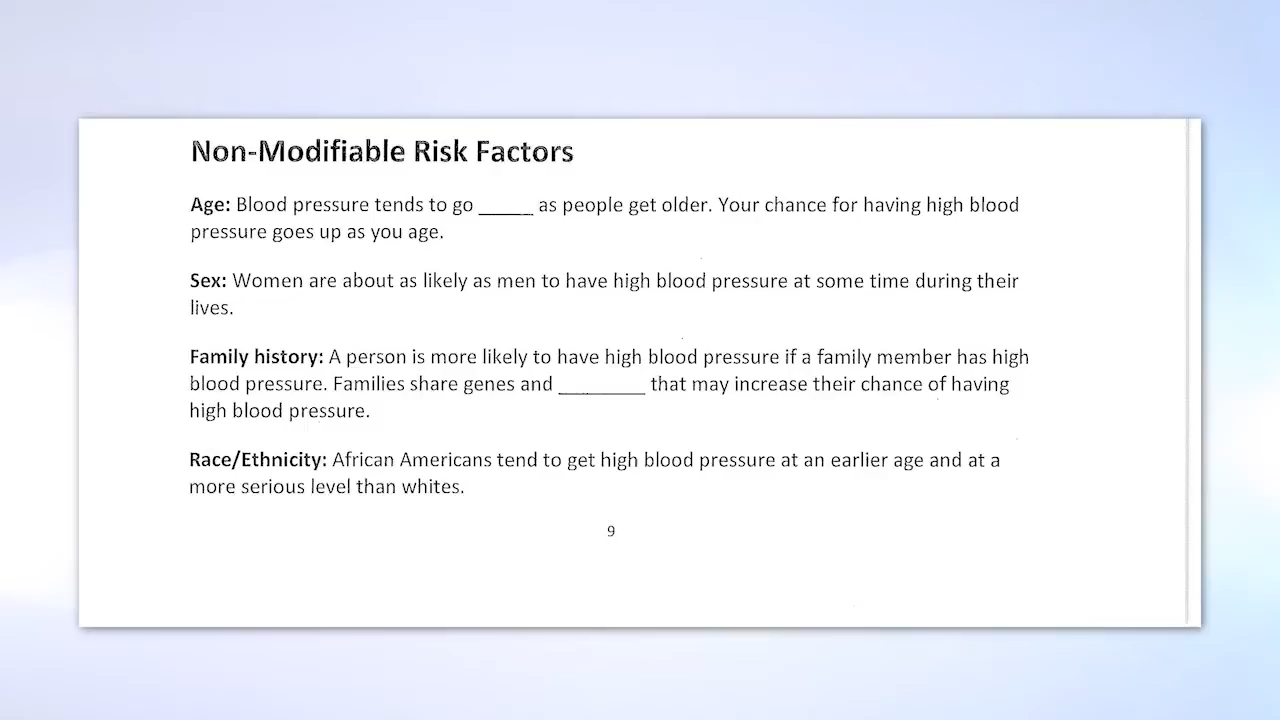 Non-Modifiable Risk Factors
Age: Blood pressure tends to go _____ as people get older. Your chance for having high blood
pressure goes up as you age.
Sex: Women are about as likely as men to have high blood pressure at some time during their
lives.
Family history: A person is more likely to have high blood pressure if a family member has high
blood pressure. Families share genes and ________ that may increase their chance of having
high blood pressure.
Race/Ethnicity: African Americans tend to get high blood pressure at an earlier age and at a
more serious level than whites.
9